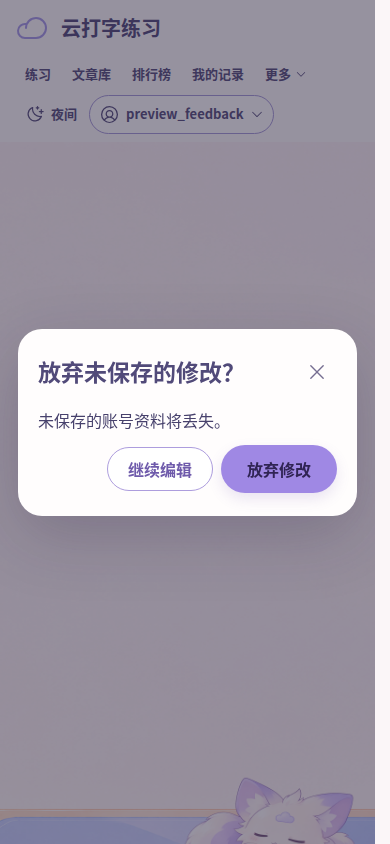 云打字练习
练习 文章库 排行榜 我的记录 更多
夜间 preview_feedback
放弃未保存的修改？
未保存的账号资料将丢失。
继续编辑 放弃修改